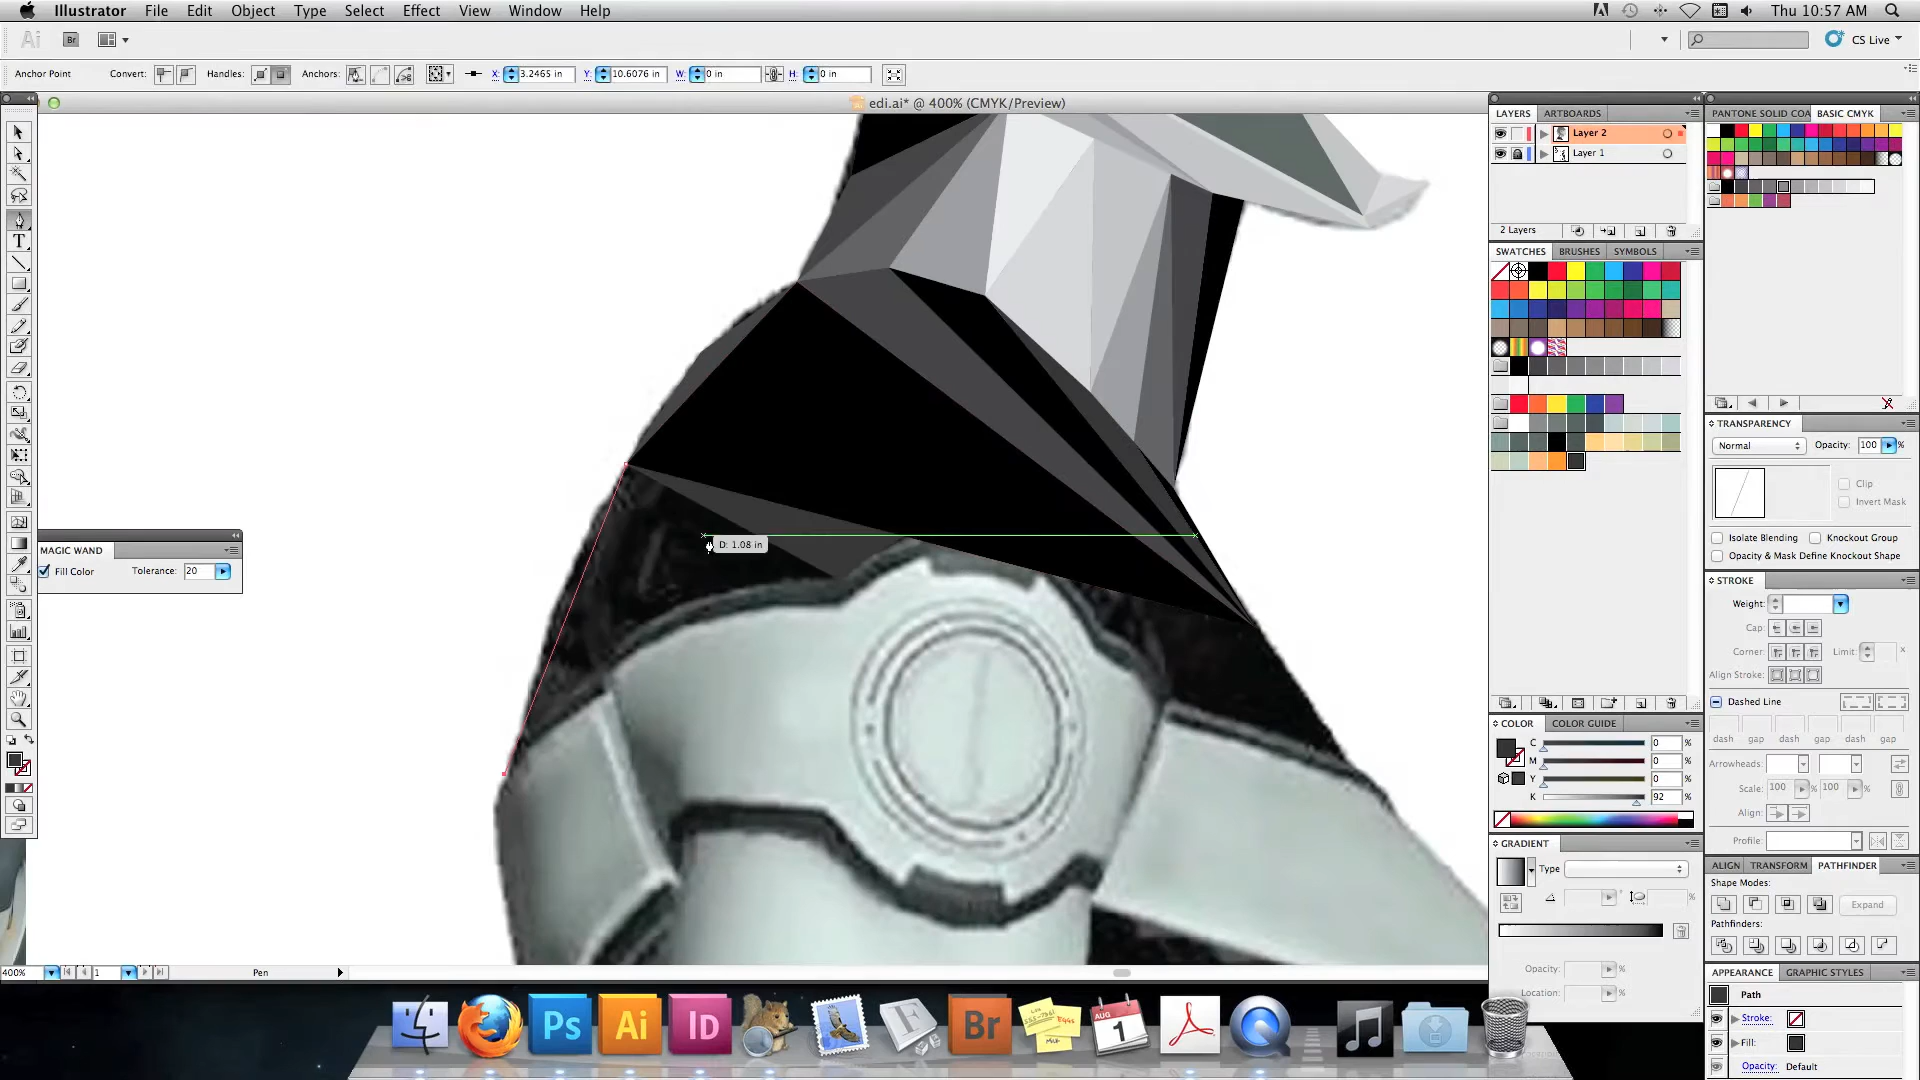 Illustrator File Edit Object Type Select Effect View Window Help Thu 10:57 AM
Ai Br CS Live
Anchor Point Convert: Handles: Anchors: X: 3.2465 in Y: 10.6076 in W: 0 in H: 0 in
edi.ai* @ 400% (CMYK/Preview)
LAYERS ARTBOARDS
Layer 2
Layer 1
2 Layers
PANTONE SOLID COA BASIC CMYK
SWATCHES BRUSHES SYMBOLS
TRANSPARENCY
Normal Opacity: 100 %
Clip
Invert Mask
Isolate Blending Knockout Group
Opacity & Mask Define Knockout Shape
STROKE
Weight:
Cap:
Corner: Limit: x
Align Stroke:
Dashed Line
dash gap dash gap dash gap
Arrowheads:
Scale: 100 % 100 %
Align:
Profile:
MAGIC WAND
Fill Color Tolerance: 20
D: 1.08 in
COLOR COLOR GUIDE
C 0 %
M 0 %
Y 0 %
K 92 %
GRADIENT
Type
Opacity: %
Location: %
ALIGN TRANSFORM PATHFINDER
Shape Modes:
Expand
Pathfinders:
APPEARANCE GRAPHIC STYLES
Path
Stroke:
Fill:
Opacity: Default
400% 1 Pen
Ps Ai Id Br